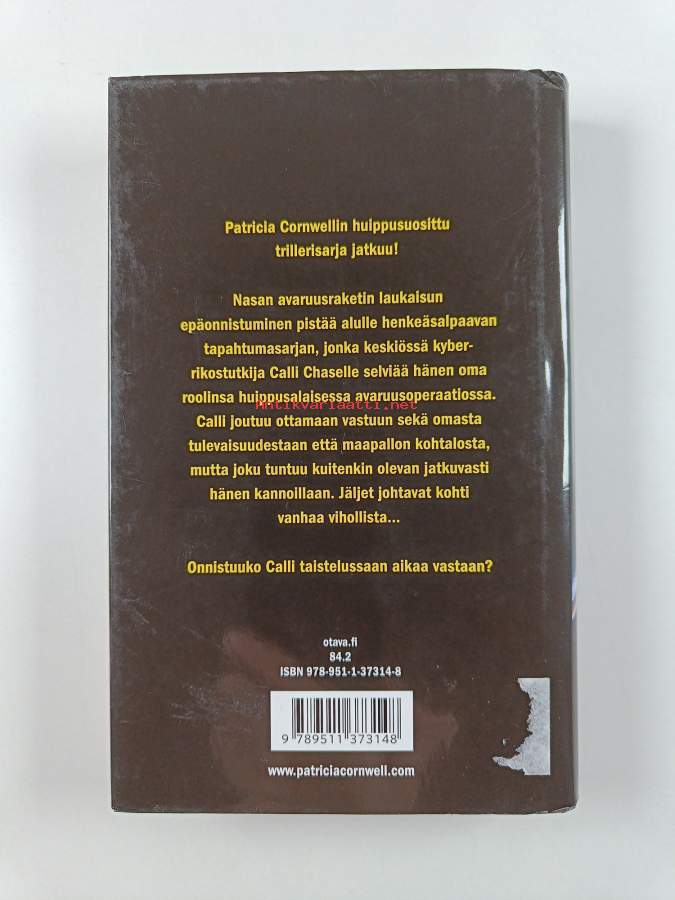 Patricia Cornwellin huippusuosittu
trillerisarja jatkuu!
Nasan avaruusraketin laukaisun
epäonnistuminen pistää alulle henkeäsalpaavan
tapahtumasarjan, jonka keskiössä kyber-
rikostutkija Calli Chaselle selviää hänen oma
roolinsa huippusalaisessa avaruusoperaatiossa.
Antikvariaatti.net
Calli joutuu ottamaan vastuun sekä omasta
tulevaisuudestaan että maapallon kohtalosta,
mutta joku tuntuu kuitenkin olevan jatkuvasti
hänen kannoillaan. Jäljet johtavat kohti
vanhaa vihollista...
Onnistuuko Calli taistelussaan aikaa vastaan?
otava.fi
84.2
ISBN 978-951-1-37314-8
9 789511 373148
www.patriciacornwell.com